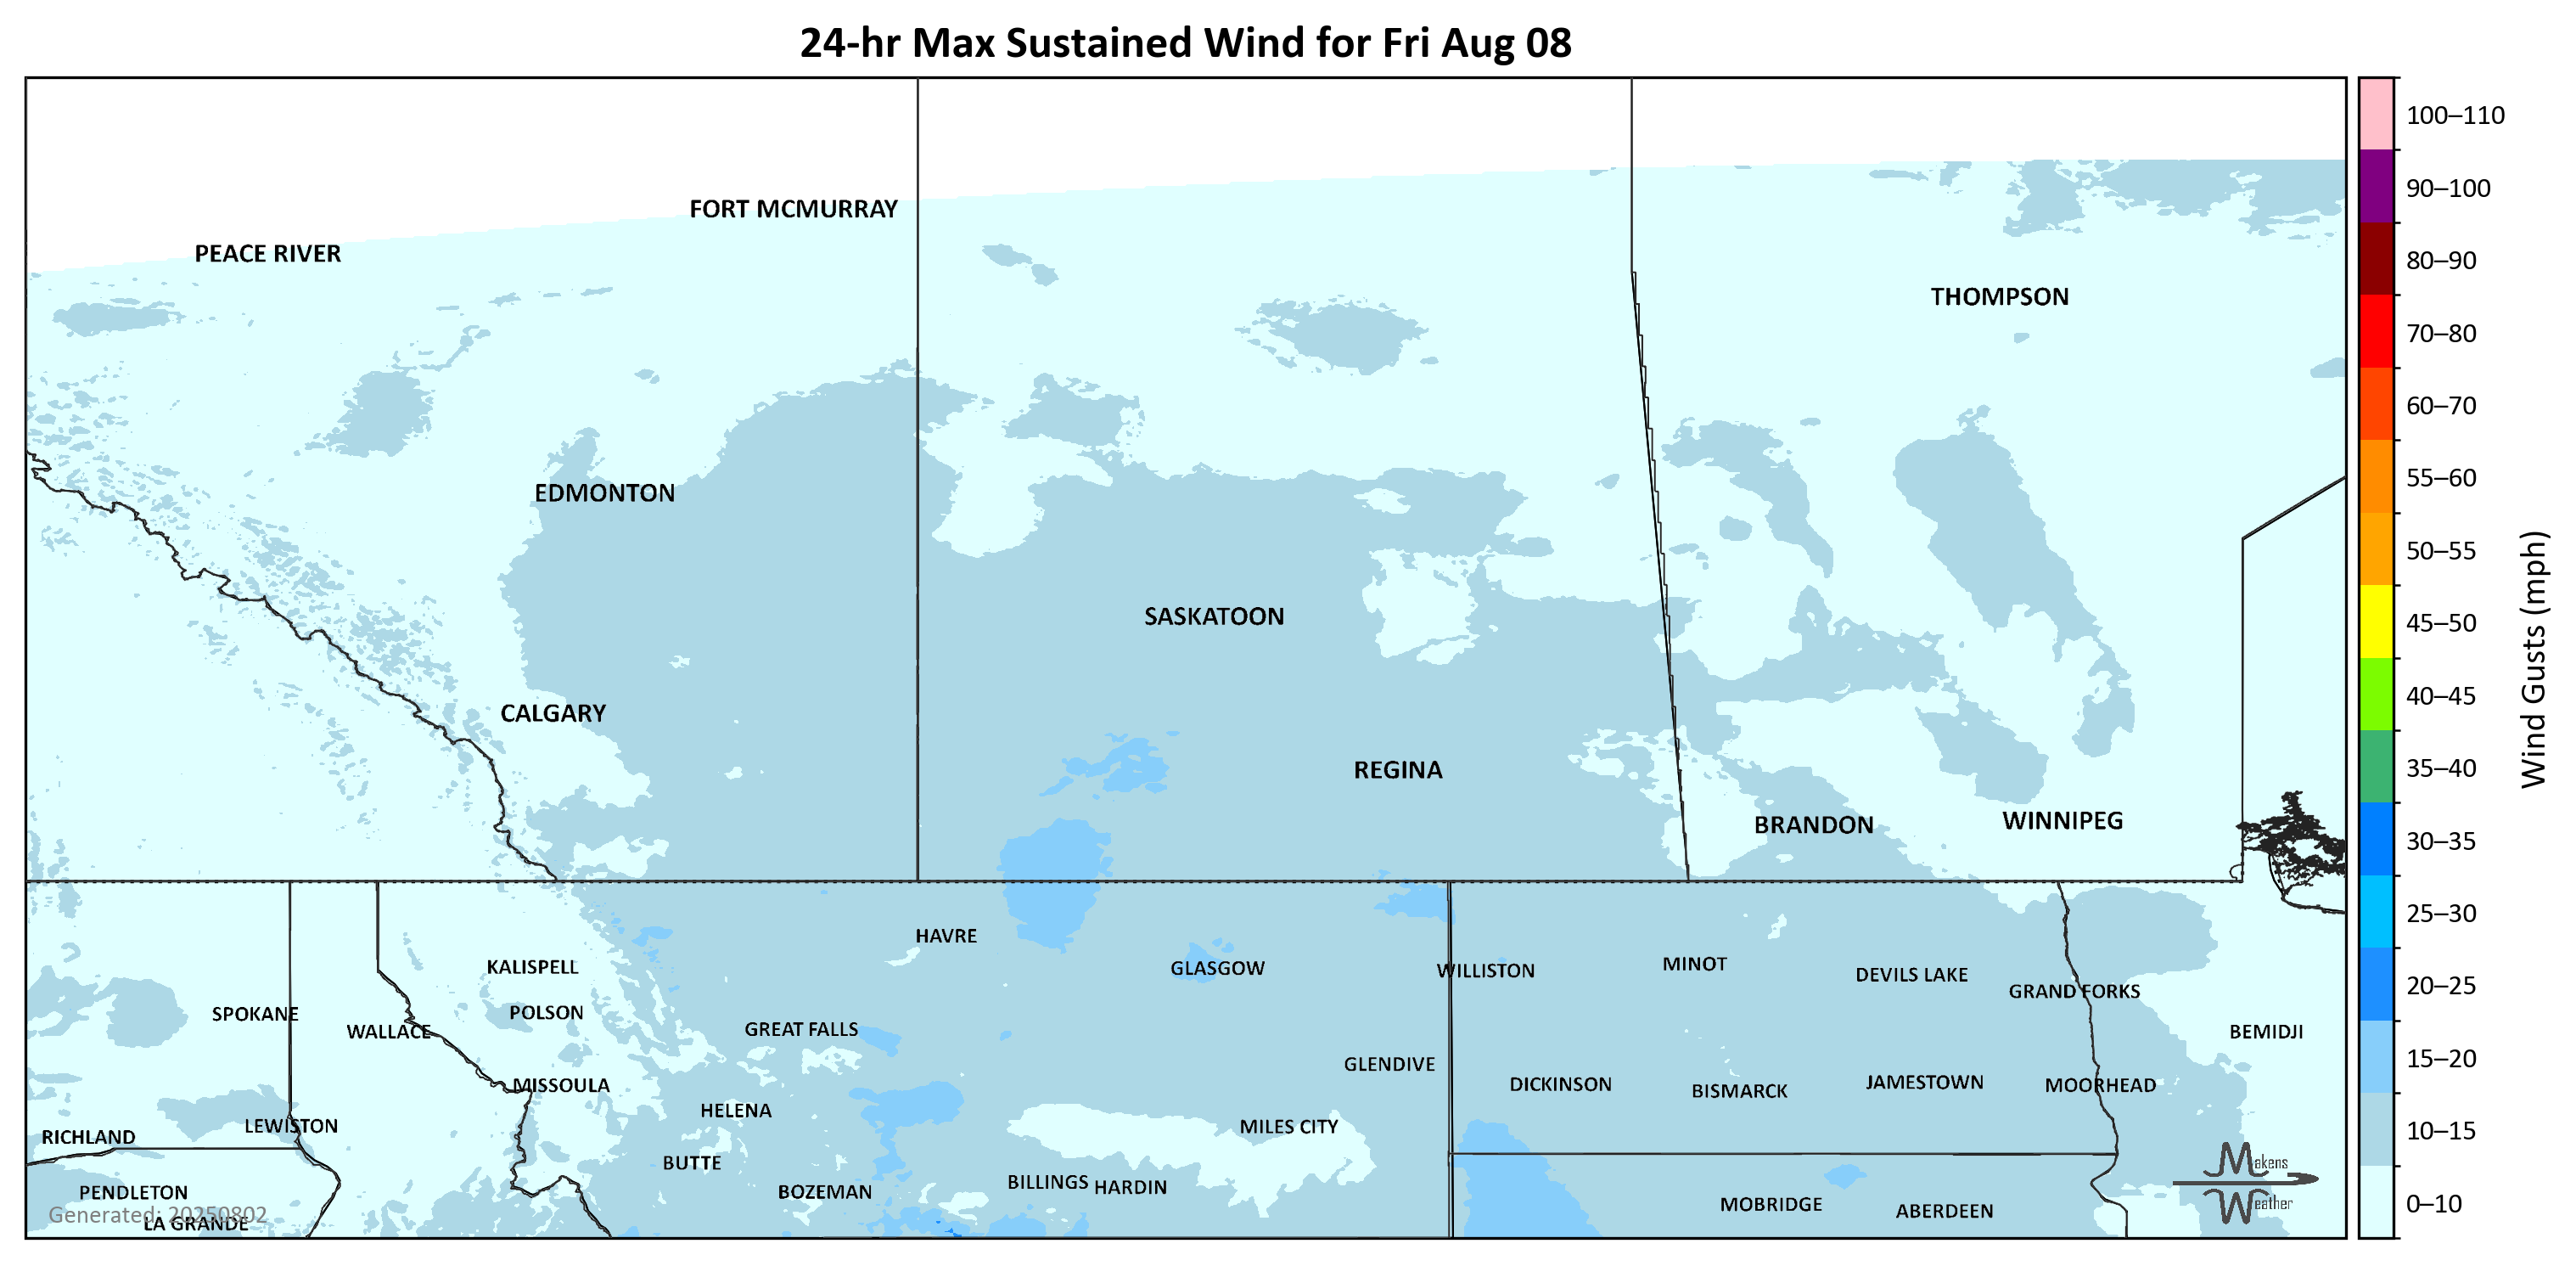 24-hr Max Sustained Wind for Fri Aug 08
100–110
90–100
80–90
70–80
60–70
55–60
50–55
45–50
40–45
35–40
30–35
25–30
20–25
15–20
10–15
0–10
Wind Gusts (mph)
FORT MCMURRAY
PEACE RIVER
THOMPSON
EDMONTON
SASKATOON
CALGARY
REGINA
BRANDON
WINNIPEG
HAVRE
KALISPELL
GLASGOW
WILLISTON
MINOT
DEVILS LAKE
GRAND FORKS
SPOKANE
POLSON
WALLACE
GREAT FALLS
BEMIDJI
GLENDIVE
MISSOULA
DICKINSON
BISMARCK
JAMESTOWN
MOORHEAD
HELENA
LEWISTON
MILES CITY
RICHLAND
BUTTE
BILLINGS
HARDIN
PENDLETON
BOZEMAN
MOBRIDGE
ABERDEEN
Generated: 20250802
LA GRANDE
Makens
Weather